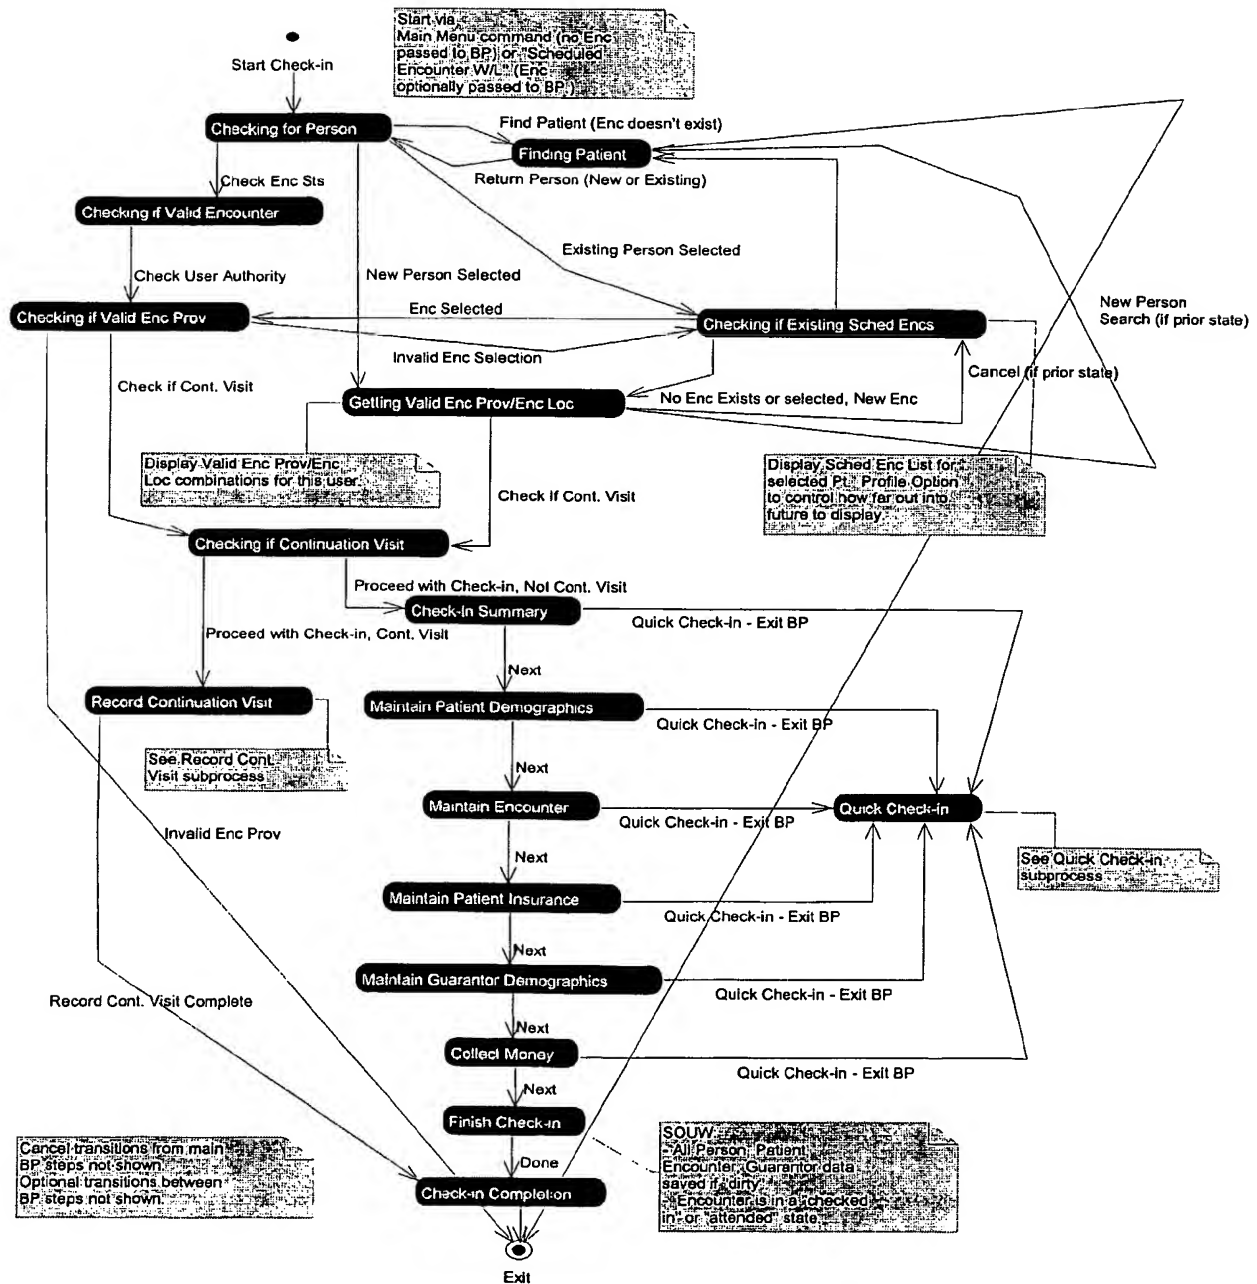 Start via
Main Menu command (no Enc
passed to BP) or "Scheduled
Encounter W/L" (Enc
optionally passed to BP.)
Start Check-in
Checking for Person
Find Patient (Enc doesn't exist)
Finding Patient
Return Person (New or Existing)
Check Enc Sts
Checking if Valid Encounter
Existing Person Selected
Check User Authority
New Person Selected
Enc Selected
New Person
Search (if prior state)
Checking if Valid Enc Prov
Checking if Existing Sched Encs
Invalid Enc Selection
Cancel (if prior state)
Check if Cont. Visit
Getting Valid Enc Prov/Enc Loc
No Enc Exists or selected, New Enc
Display Valid Enc Prov/Enc
Loc combinations for this user.
Display Sched Enc List for
selected Pt. Profile Option
to control how far out into
future to display.
Check If Cont. Visit
Checking if Continuation Visit
Proceed with Check-in, Not Cont. Visit
Check-In Summary
Quick Check-in - Exit BP
Proceed with Check-in, Cont. Visit
Next
Record Continuation Visit
Maintain Patient Demographics
Quick Check-in - Exit BP
See Record Cont.
Visit subprocess
Next
Maintain Encounter
Quick Check-in - Exit BP
Quick Check-in
Invalid Enc Prov
Next
See Quick Check-in
subprocess
Maintain Patient Insurance
Quick Check-in - Exit BP
Next
Maintain Guarantor Demographics
Quick Check-in - Exit BP
Record Cont. Visit Complete
Next
Collect Money
Quick Check-in - Exit BP
Next
Finish Check-in
Cancel transitions from main
BP steps not shown.
Optional transitions between
BP steps not shown.
SOUW
- All Person, Patient,
Encounter, Guarantor data
saved if dirty
- Encounter is in a "checked
in" or "attended" state.
Done
Check-in Completion
Exit